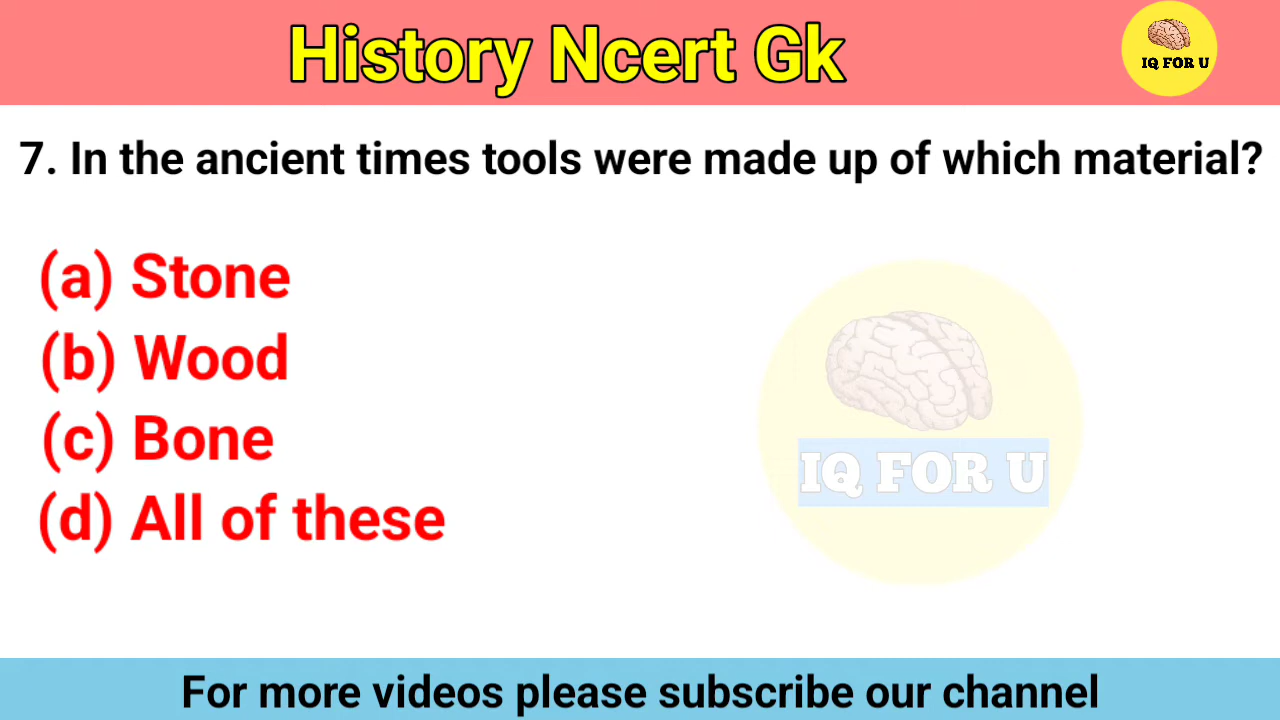 History Ncert Gk
IQ FOR U
7. In the ancient times tools were made up of which material?
(a) Stone
(b) Wood
(c) Bone
(d) All of these
IQ FOR U
For more videos please subscribe our channel